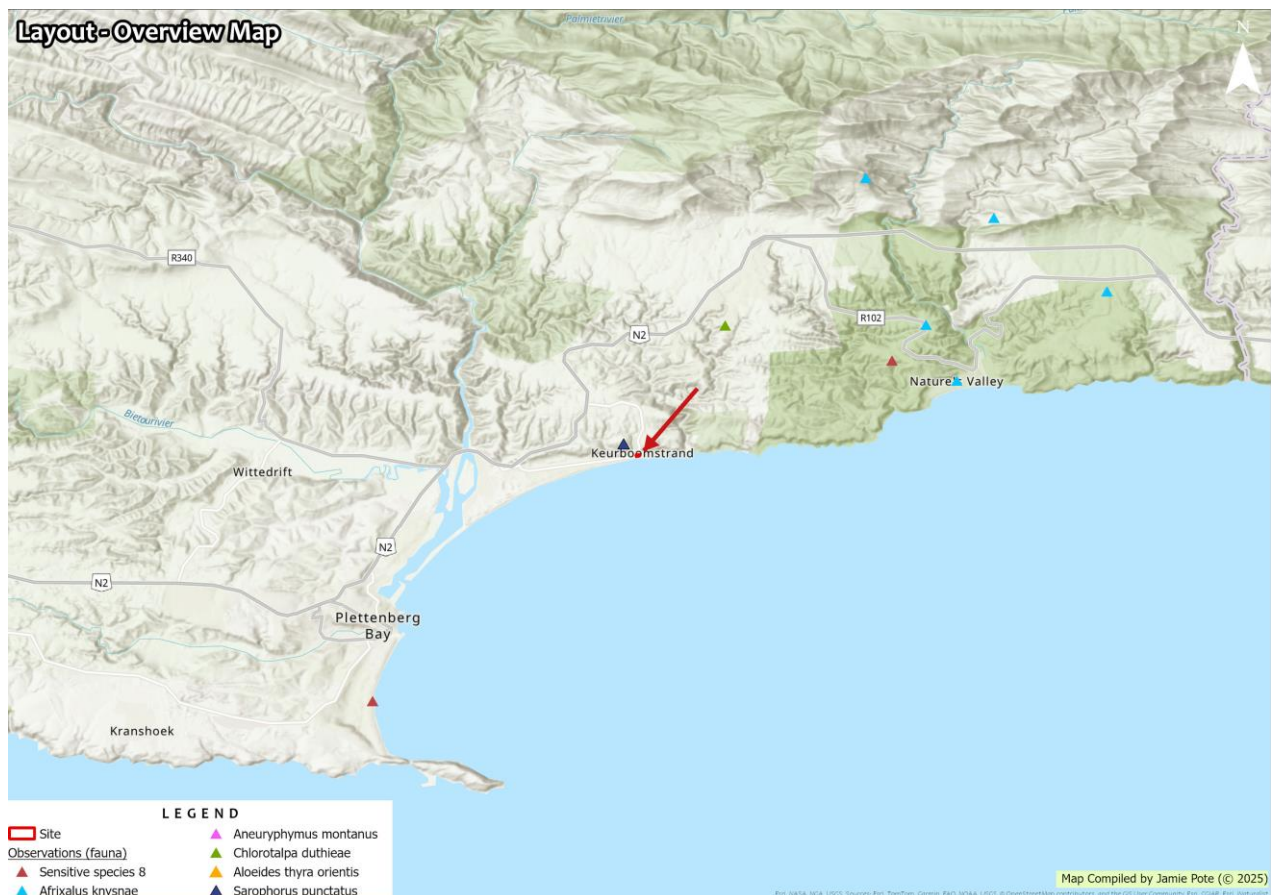 Layout - Overview Map
Palmietrivier
N
R340
N2
R102
Nature's Valley
Keurboomstrand
Bietourivier
Wittedrift
N2
N2
Plettenberg
Bay
Kranshoek
LEGEND
Site
Observations (fauna)
Sensitive species 8
Afrixalus knysnae
Aneuryphymus montanus
Chlorotalpa duthieae
Aloeides thyra orientis
Sarophorus punctatus
Map Compiled by Jamie Pote (© 2025)